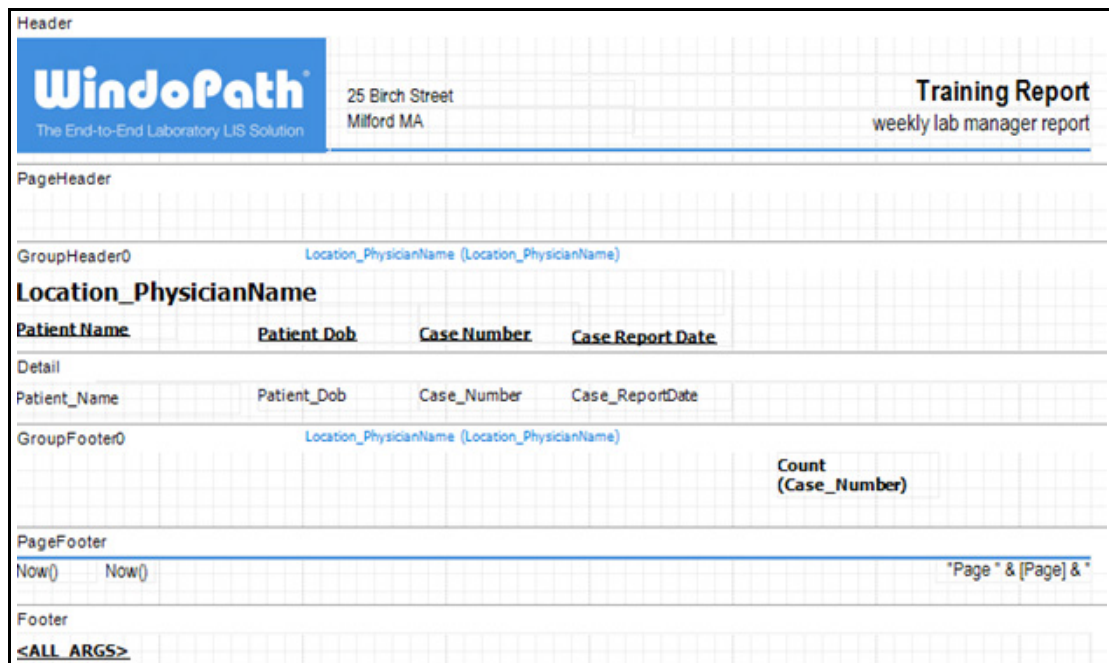 Header
WindoPath®
The End-to-End Laboratory LIS Solution
25 Birch Street
Milford MA
Training Report
weekly lab manager report
PageHeader
GroupHeader0 Location_PhysicianName (Location_PhysicianName)
Location_PhysicianName
Patient Name Patient Dob Case Number Case Report Date
Detail
Patient_Name Patient_Dob Case_Number Case_ReportDate
GroupFooter0 Location_PhysicianName (Location_PhysicianName)
Count
(Case_Number)
PageFooter
Now() Now() "Page " & [Page] & "
Footer
<ALL_ARGS>